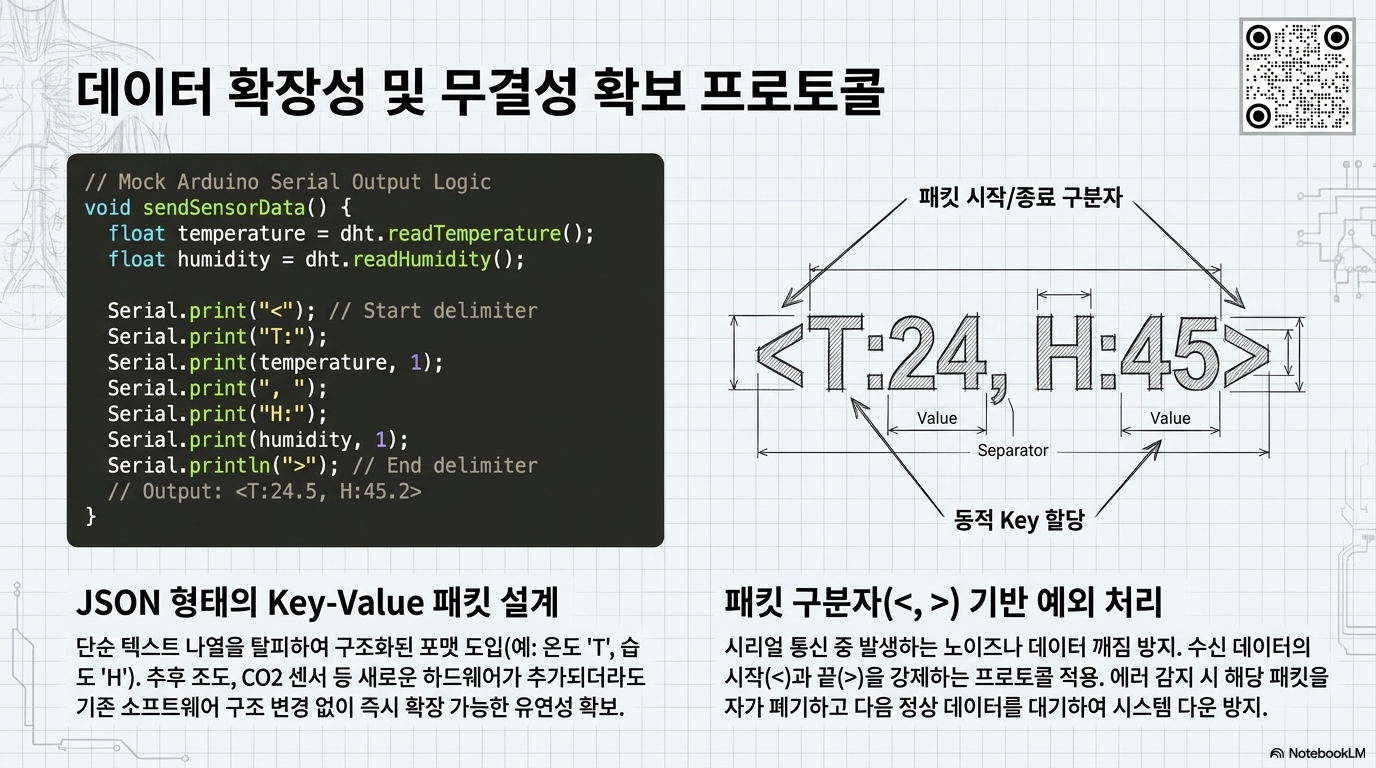 데이터 확장성 및 무결성 확보 프로토콜
// Mock Arduino Serial Output Logic
void sendSensorData() {
float temperature = dht.readTemperature();
float humidity = dht.readHumidity();
Serial.print("<"); // Start delimiter
Serial.print("T:");
Serial.print(temperature, 1);
Serial.print(", ");
Serial.print("H:");
Serial.print(humidity, 1);
Serial.println(">"); // End delimiter
// Output: <T:24.5, H:45.2>
}
패킷 시작/종료 구분자
<T:24, H:45>
Value
Value
Separator
동적 Key 할당
JSON 형태의 Key-Value 패킷 설계
단순 텍스트 나열을 탈피하여 구조화된 포맷 도입(예: 온도 'T', 습
도 'H'). 추후 조도, CO2 센서 등 새로운 하드웨어가 추가되더라도
기존 소프트웨어 구조 변경 없이 즉시 확장 가능한 유연성 확보.
패킷 구분자(<, >) 기반 예외 처리
시리얼 통신 중 발생하는 노이즈나 데이터 깨짐 방지. 수신 데이터의
시작(<)과 끝(>)을 강제하는 프로토콜 적용. 에러 감지 시 해당 패킷을
자가 폐기하고 다음 정상 데이터를 대기하여 시스템 다운 방지.
NotebookLM